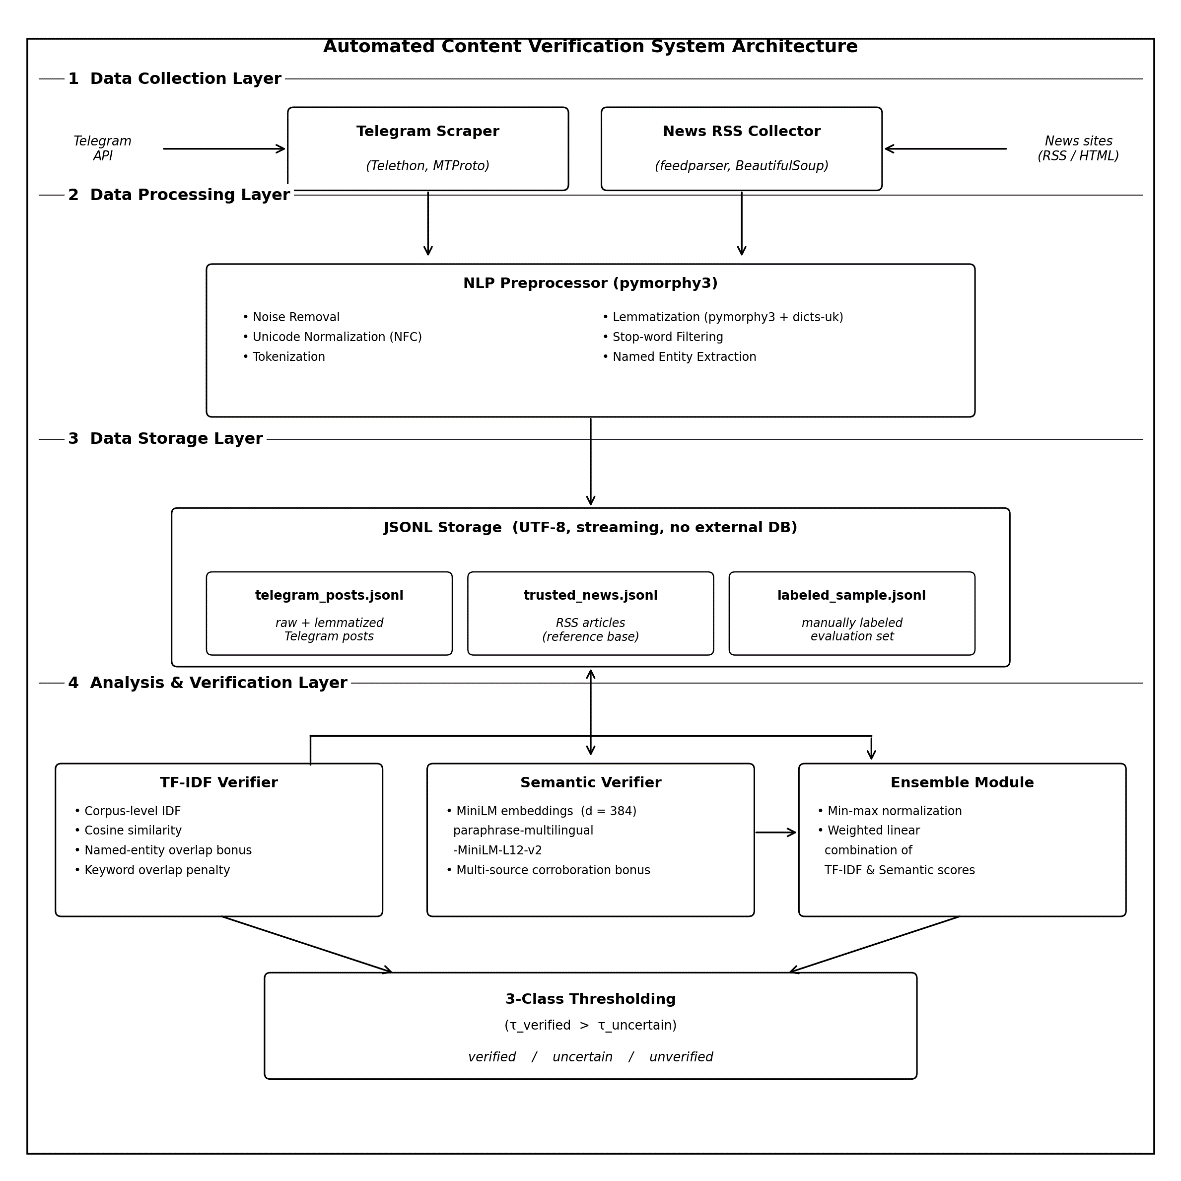 Automated Content Verification System Architecture
1 Data Collection Layer
Telegram
API
Telegram Scraper
(Telethon, MTProto)
News RSS Collector
(feedparser, BeautifulSoup)
News sites
(RSS / HTML)
2 Data Processing Layer
NLP Preprocessor (pymorphy3)
• Noise Removal
• Unicode Normalization (NFC)
• Tokenization
• Lemmatization (pymorphy3 + dicts-uk)
• Stop-word Filtering
• Named Entity Extraction
3 Data Storage Layer
JSONL Storage (UTF-8, streaming, no external DB)
telegram_posts.jsonl
raw + lemmatized
Telegram posts
trusted_news.jsonl
RSS articles
(reference base)
labeled_sample.jsonl
manually labeled
evaluation set
4 Analysis & Verification Layer
TF-IDF Verifier
• Corpus-level IDF
• Cosine similarity
• Named-entity overlap bonus
• Keyword overlap penalty
Semantic Verifier
• MiniLM embeddings (d = 384)
paraphrase-multilingual
-MiniLM-L12-v2
• Multi-source corroboration bonus
Ensemble Module
• Min-max normalization
• Weighted linear
combination of
TF-IDF & Semantic scores
3-Class Thresholding
(τ_verified > τ_uncertain)
verified / uncertain / unverified